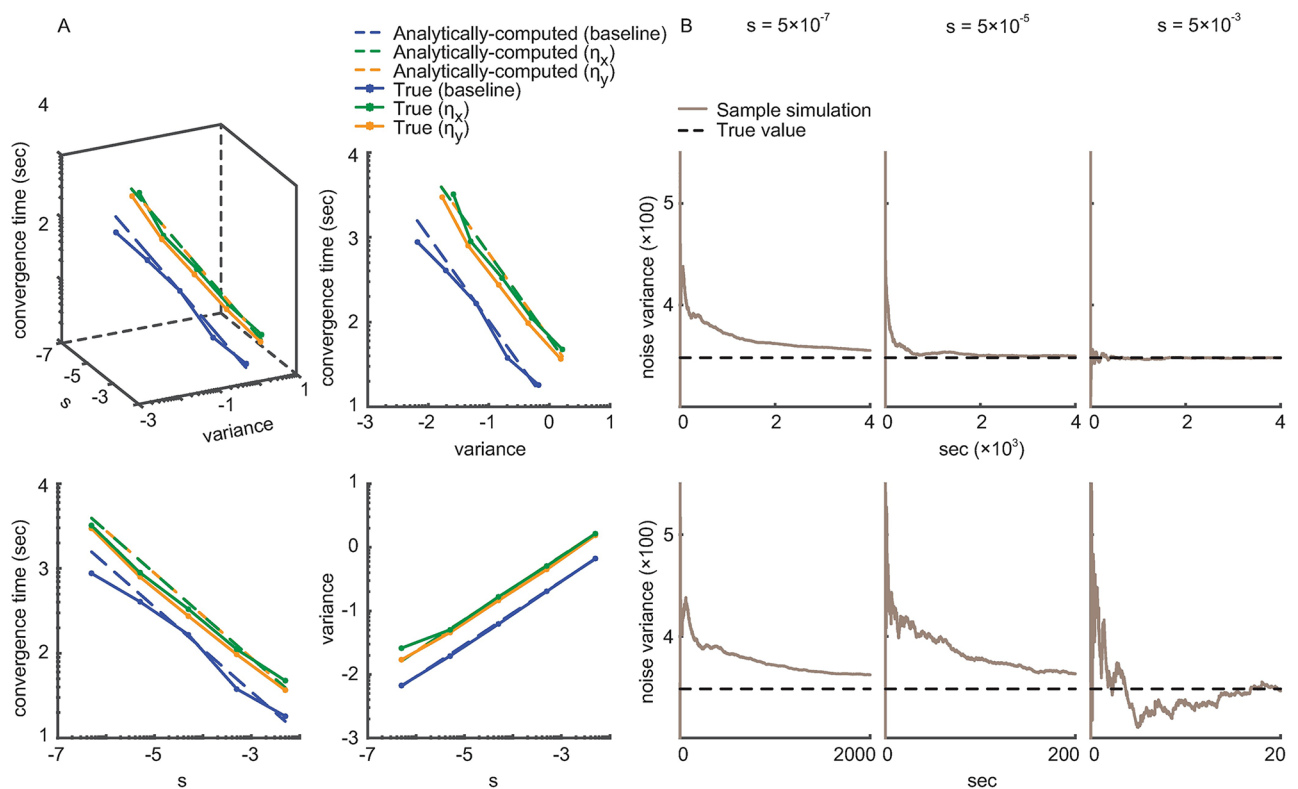 A
Analytically-computed (baseline)
Analytically-computed (ηx)
Analytically-computed (ηy)
True (baseline)
True (ηx)
True (ηy)
B
s = 5×10-7
s = 5×10-5
s = 5×10-3
Sample simulation
True value
convergence time (sec)
4
2
-7
-5
-3
s
-3
-1
1
variance
convergence time (sec)
4
3
2
1
-3
-2
-1
0
1
variance
noise variance (×100)
5
4
0
2
4
0
2
4
0
2
4
sec (×103)
convergence time (sec)
4
3
2
1
-7
-5
-3
s
variance
1
0
-1
-2
-3
-7
-5
-3
s
noise variance (×100)
5
4
0
2000
0
200
0
20
sec